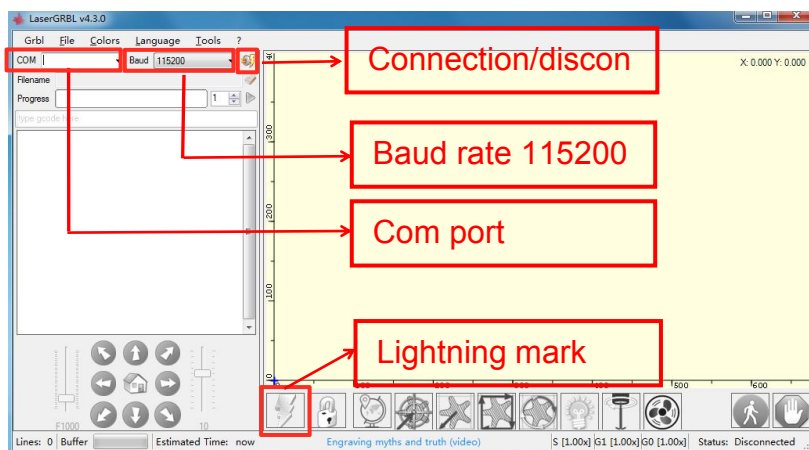 LaserGRBL v4.3.0
Grbl File Colors Language Tools ?
COM Baud 115200
Filename
Progress 1
type gcode here
Connection/discon
Baud rate 115200
Com port
Lightning mark
X: 0.000 Y: 0.000
300
200
100
0
500 600
F1000 10
Lines: 0 Buffer Estimated Time: now Engraving myths and truth (video) S [1.00x] G1 [1.00x] G0 [1.00x] Status: Disconnected